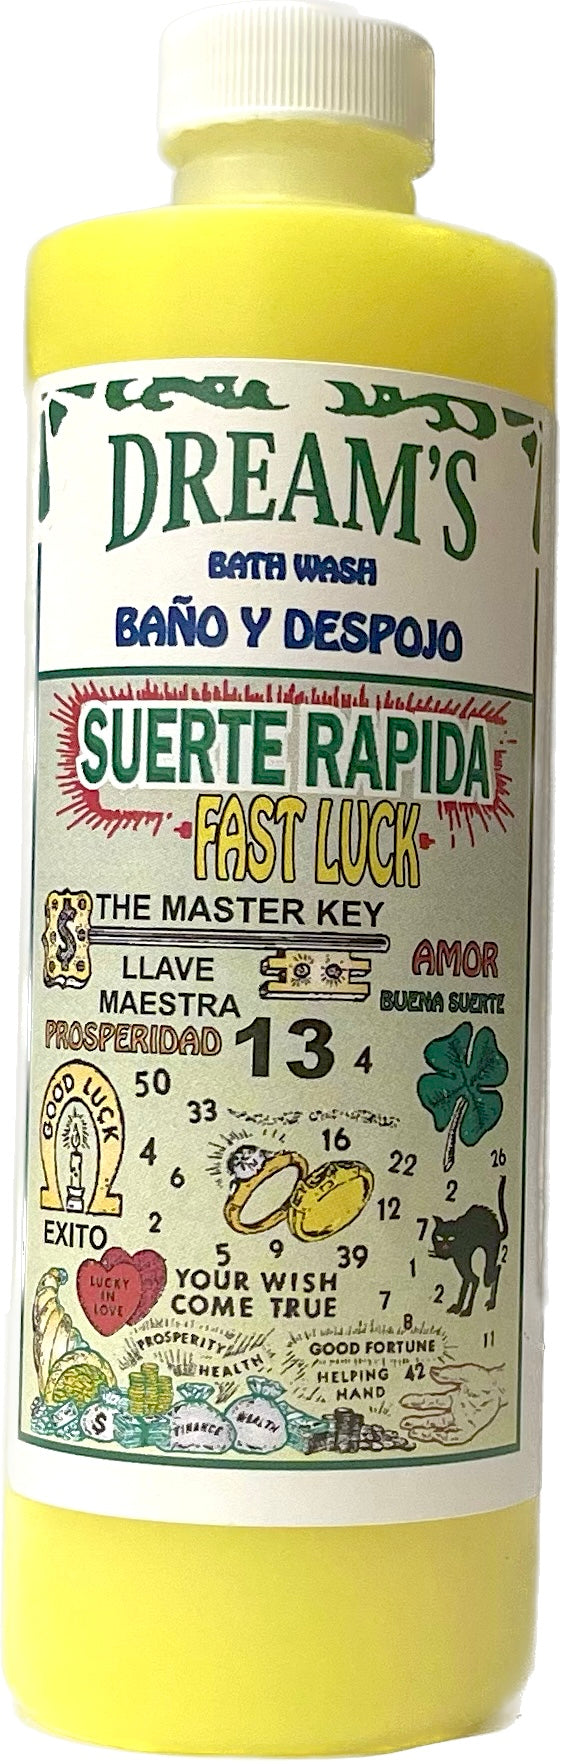 DREAM'S
BATH WASH
BAÑO Y DESPOJO
SUERTE RAPIDA
FAST LUCK
$
THE MASTER KEY
LLAVE
MAESTRA
AMOR
BUENA SUERTE
PROSPERIDAD
13
4
GOOD LUCK
50
33
16
4
6
22
26
2
2
12
7
EXITO
5
9
39
1
2
2
LUCKY
IN
LOVE
YOUR WISH
COME TRUE
7
8
11
PROSPERITY
HEALTH
GOOD FORTUNE
HELPING
HAND
42
$
FINANCE
WEALTH